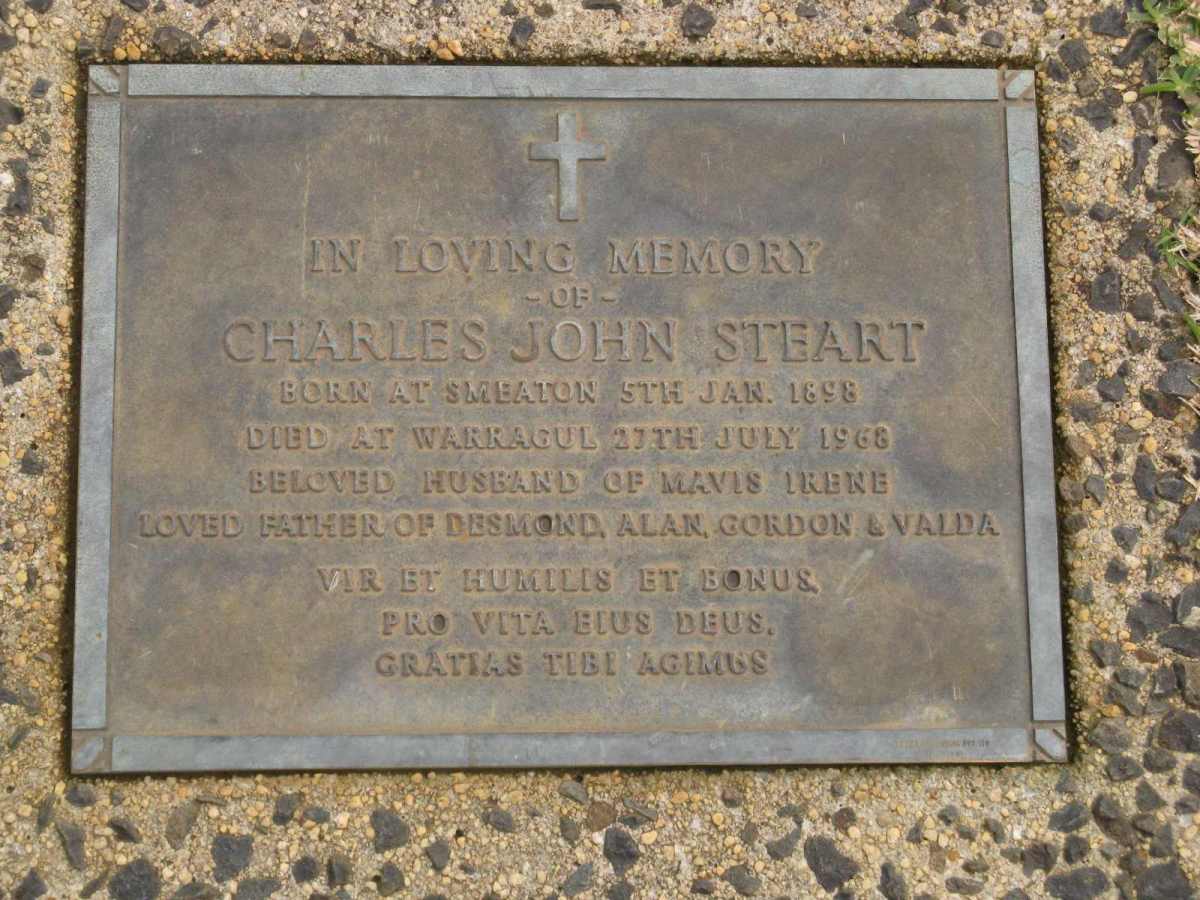 IN LOVING MEMORY
- OF -
CHARLES JOHN STEART
BORN AT SMEATON 5TH JAN. 1898
DIED AT WARRAGUL 27TH JULY 1968
BELOVED HUSBAND OF MAVIS IRENE
LOVED FATHER OF DESMOND, ALAN, GORDON & VALDA
VIR ET HUMILIS ET BONUS,
PRO VITA EIUS DEUS,
GRATIAS TIBI AGIMUS